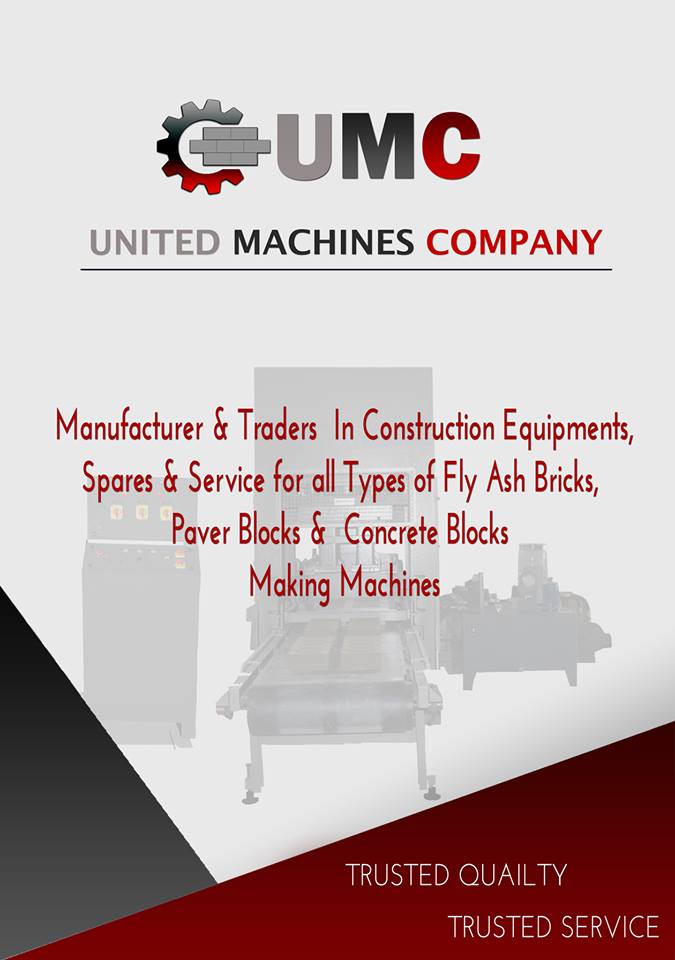 UMC
UNITED MACHINES COMPANY
Manufacturer & Traders In Construction Equipments,
Spares & Service for all Types of Fly Ash Bricks,
Paver Blocks & Concrete Blocks
Making Machines
TRUSTED QUAILTY
TRUSTED SERVICE